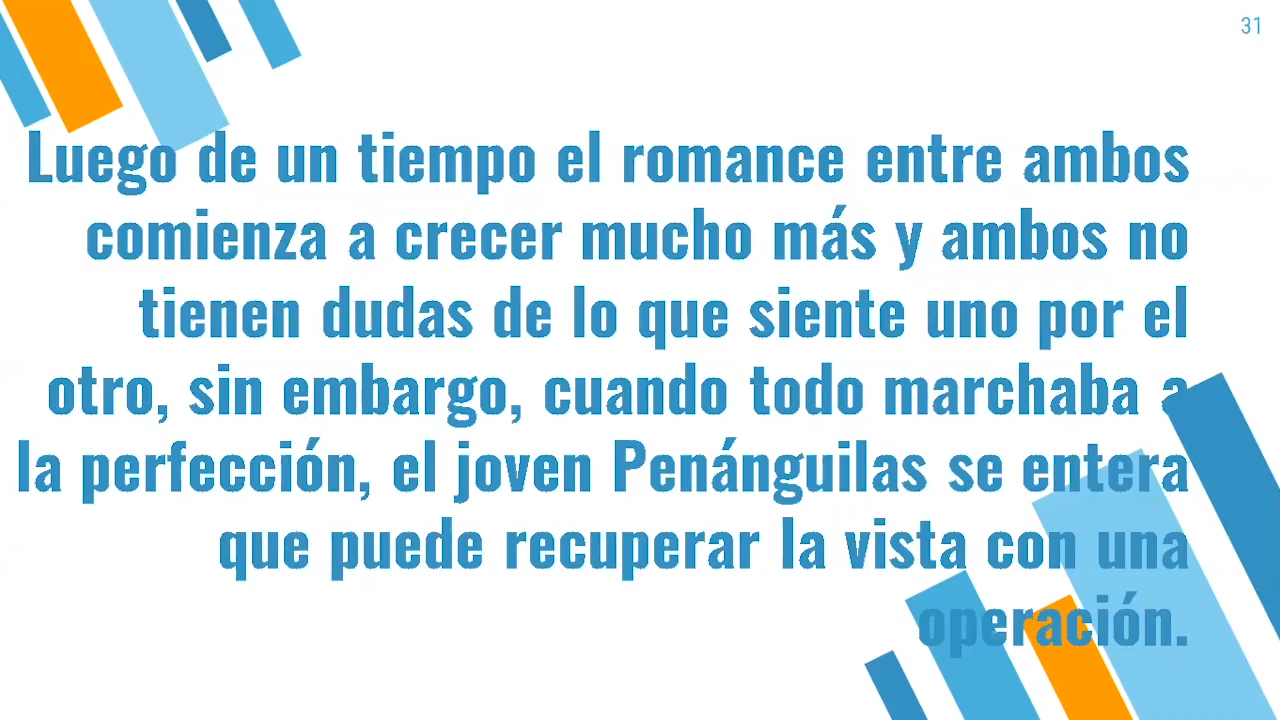 31
Luego de un tiempo el romance entre ambos
comienza a crecer mucho más y ambos no
tienen dudas de lo que siente uno por el
otro, sin embargo, cuando todo marchaba a
la perfección, el joven Penánguilas se entera
que puede recuperar la vista con una
operación.